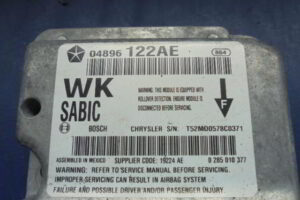 04896 122AE 864
WK
SABIC
WARNING: THIS MODULE IS EQUIPPED WITH
ROLLOVER DETECTION. ENSURE MODULE IS
DISCONNECTED BEFORE SERVICING.
F
BOSCH CHRYSLER S/N: T52MD0578C0371
ASSEMBLED IN MEXICO SUPPLIER CODE: 19224 AE 0 285 010 377
WARNING: REFER TO
SERVICE MANUAL BEFORE SERVICING.
IMPROPER SERVICING CAN RESULT IN AIRBAG SYSTEM
FAILURE AND POSSIBLE DRIVER AND/OR PASSENGER INJURY